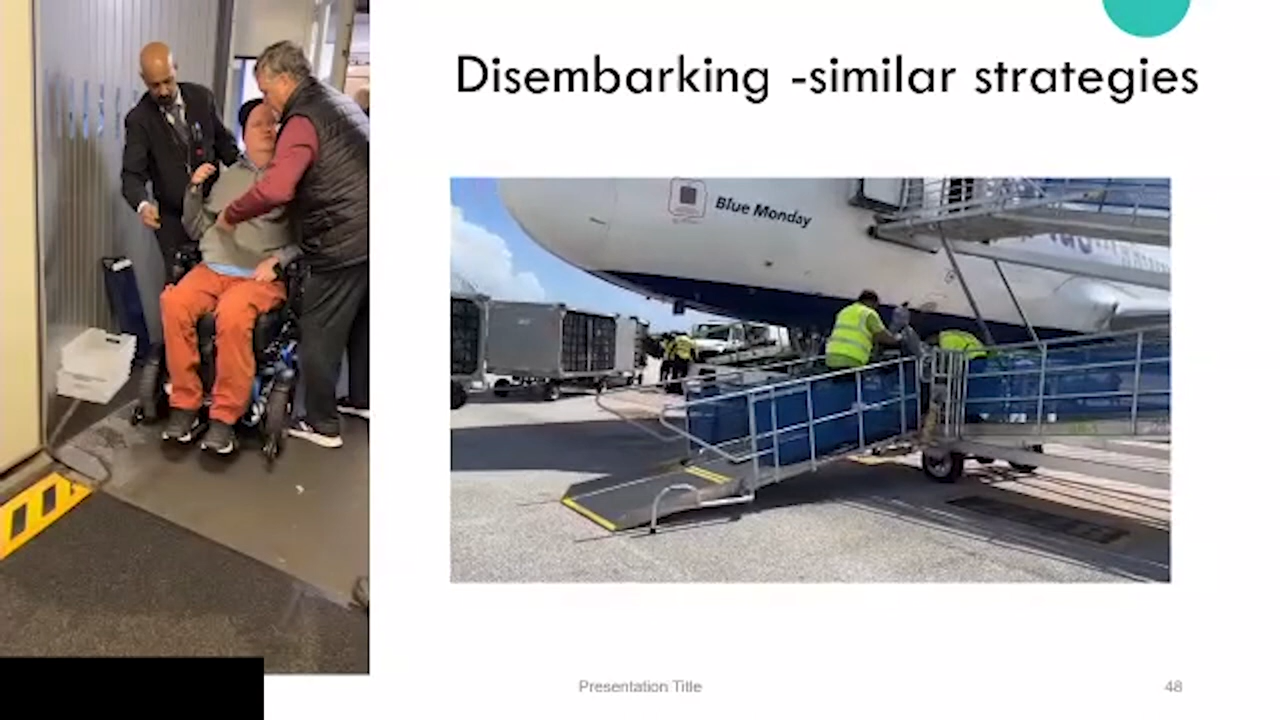 Disembarking -similar strategies
Blue Monday
Presentation Title
48